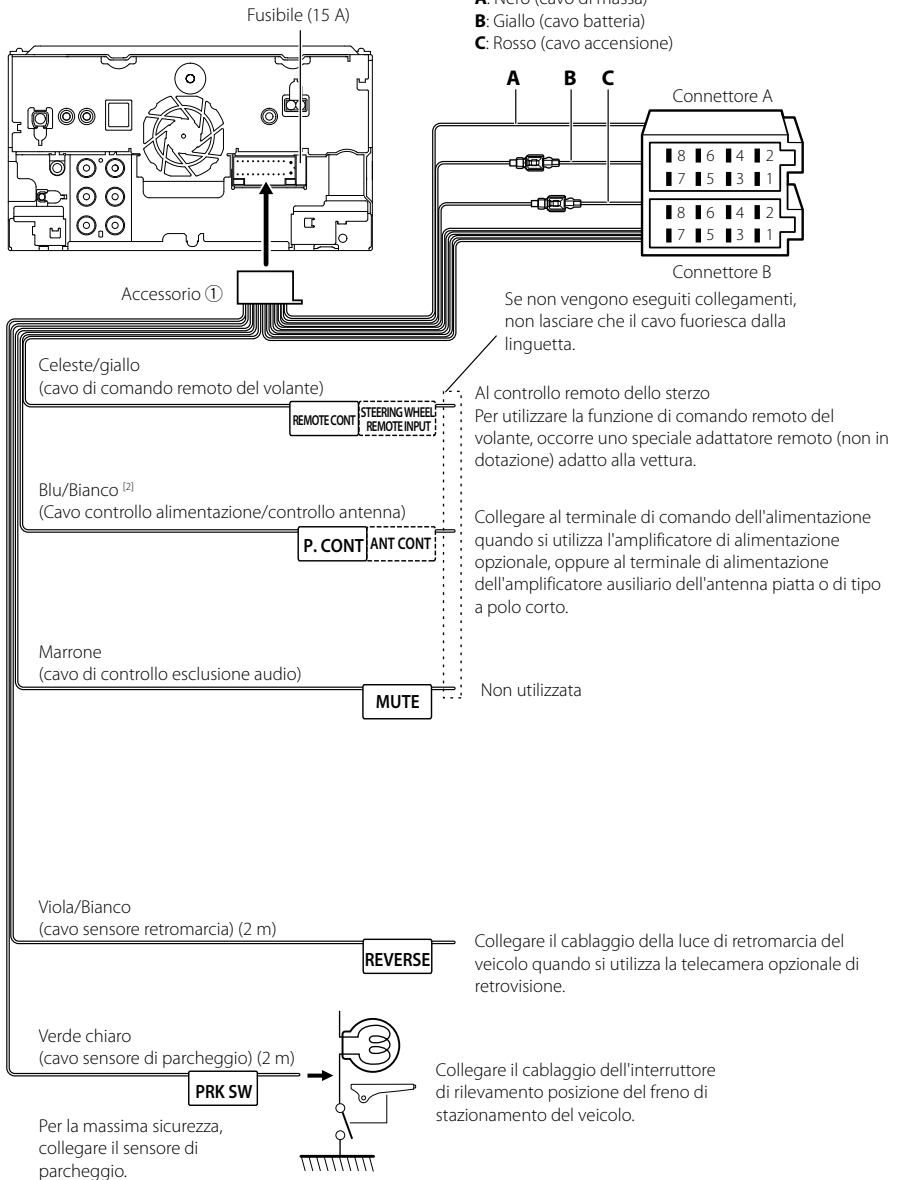 Fusibile (15 A)
A: Nero (cavo di massa)
B: Giallo (cavo batteria)
C: Rosso (cavo accensione)
A B C
Connettore A
8 6 4 2
7 5 3 1
8 6 4 2
7 5 3 1
Connettore B
Accessorio ①
Se non vengono eseguiti collegamenti,
non lasciare che il cavo fuoriesca dalla
linguetta.
Celeste/giallo
(cavo di comando remoto del volante)
REMOTE CONT
STEERING WHEEL
REMOTE INPUT
Al controllo remoto dello sterzo
Per utilizzare la funzione di comando remoto del
volante, occorre uno speciale adattatore remoto (non in
dotazione) adatto alla vettura.
Blu/Bianco [2]
(Cavo controllo alimentazione/controllo antenna)
P. CONT
ANT CONT
Collegare al terminale di comando dell'alimentazione
quando si utilizza l'amplificatore di alimentazione
opzionale, oppure al terminale di alimentazione
dell'amplificatore ausiliario dell'antenna piatta o di tipo
a polo corto.
Marrone
(cavo di controllo esclusione audio)
MUTE
Non utilizzata
Viola/Bianco
(cavo sensore retromarcia) (2 m)
REVERSE
Collegare il cablaggio della luce di retromarcia del
veicolo quando si utilizza la telecamera opzionale di
retrovisione.
Verde chiaro
(cavo sensore di parcheggio) (2 m)
PRK SW
Per la massima sicurezza,
collegare il sensore di
parcheggio.
Collegare il cablaggio dell'interruttore
di rilevamento posizione del freno di
stazionamento del veicolo.